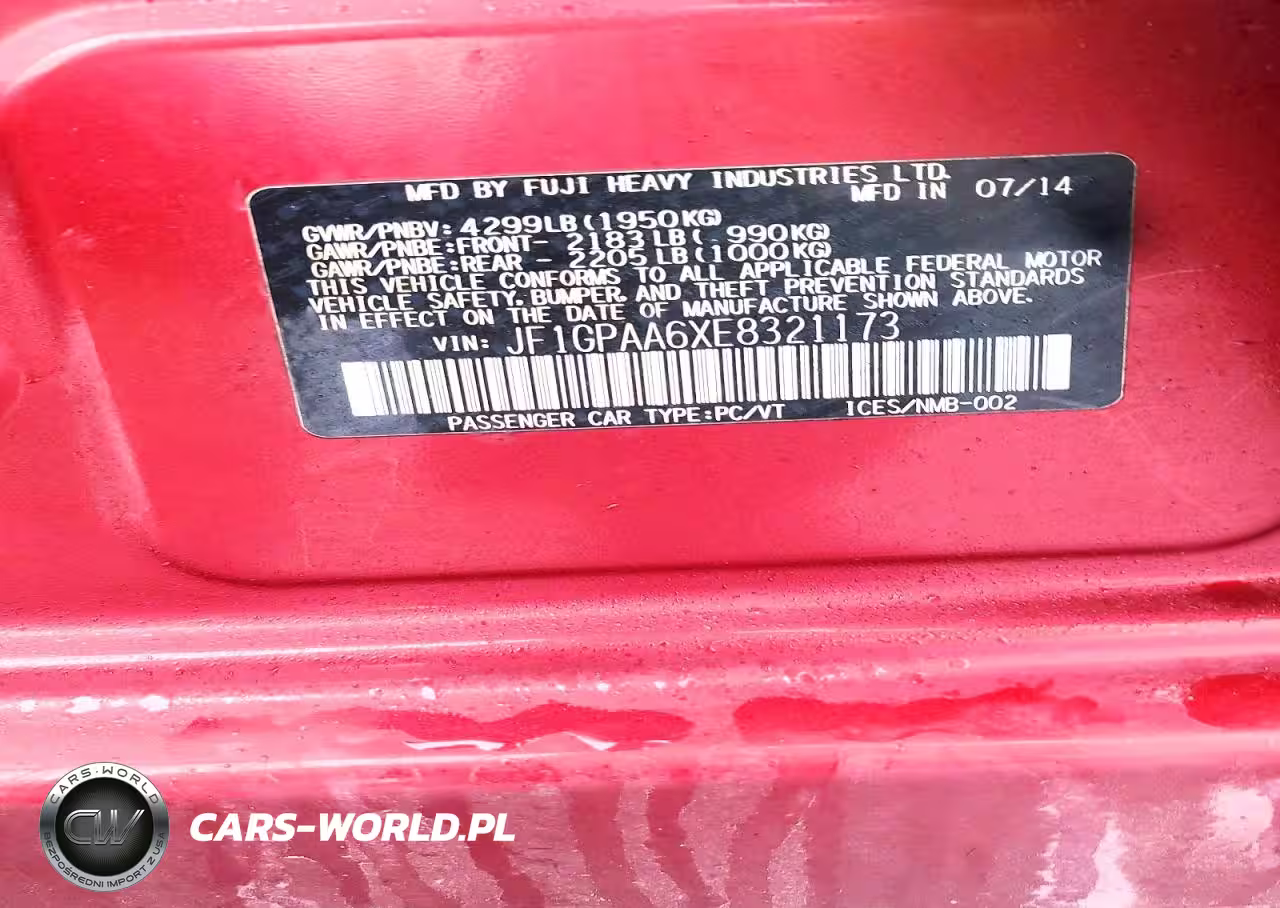 MFD BY FUJI HEAVY INDUSTRIES LTD.
MFD IN 07/14
GVWR/PNBV: 4299LB(1950KG)
GAWR/PNBE:FRONT- 2183LB( 990KG)
GAWR/PNBE:REAR - 2205LB(1000KG)
THIS VEHICLE CONFORMS TO ALL APPLICABLE FEDERAL MOTOR
VEHICLE SAFETY, BUMPER, AND THEFT PREVENTION STANDARDS
IN EFFECT ON THE DATE OF MANUFACTURE SHOWN ABOVE.
VIN: JF1GPAA6XE8321173
PASSENGER CAR TYPE:PC/VT ICES/NMB-002
CARS-WORLD
CW
BEZPOŚREDNI IMPORT Z USA
CARS-WORLD.PL